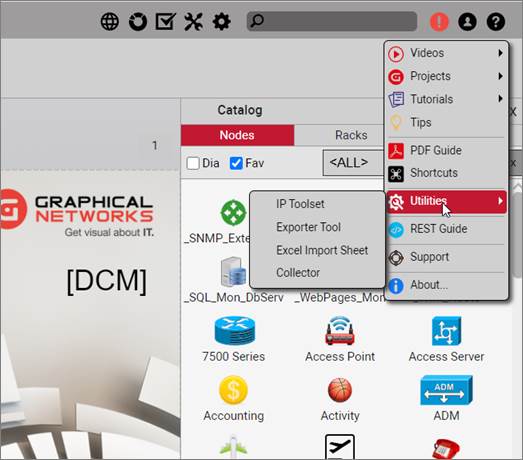 Catalog
X
1
Nodes
Racks
Dia
Fav
<ALL>
GRAPHICAL
NETWORKS
Get visual about IT.
[DCM]
Videos
Projects
Tutorials
Tips
PDF Guide
Shortcuts
Utilities
REST Guide
Support
About...
IP Toolset
Exporter Tool
Excel Import Sheet
Collector
_SNMP_Exte
_SQL_Mon_DbServ
_WebPages_Mon
7500 Series
Access Point
Access Server
Accounting
Activity
ADM
ADM